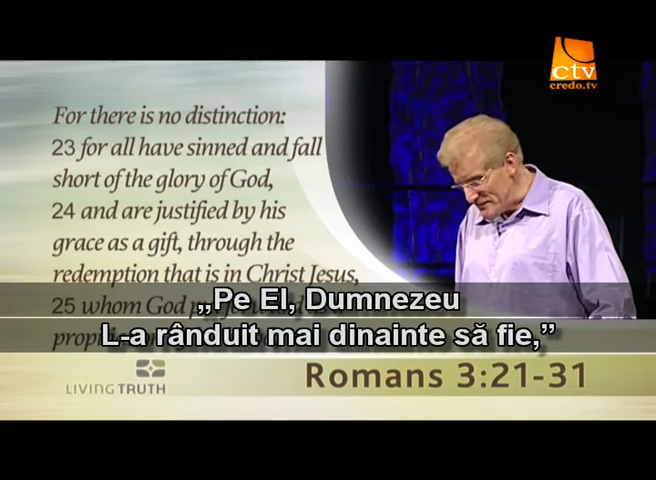 ctv
credo.tv
For there is no distinction:
23 for all have sinned and fall
short of the glory of God,
24 and are justified by his
grace as a gift, through the
redemption that is in Christ Jesus,
25 whom God
„Pe El, Dumnezeu
L-a rânduit mai dinainte să fie,”
LIVING TRUTH
Romans 3:21-31